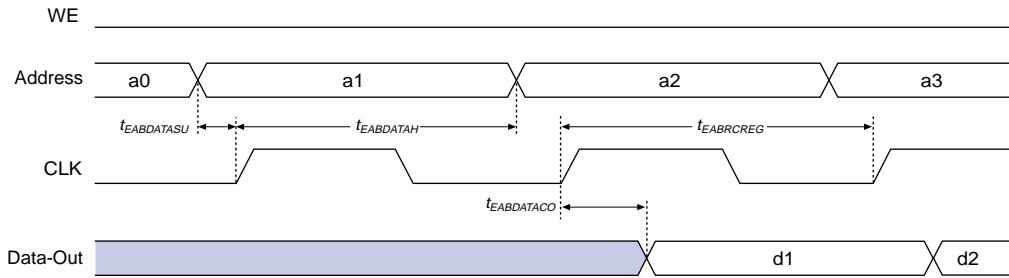 WE
Address a0 a1 a2 a3
tEABDATASU tEABDATAH tEABRCREG
CLK
tEABDATACO
Data-Out d1 d2